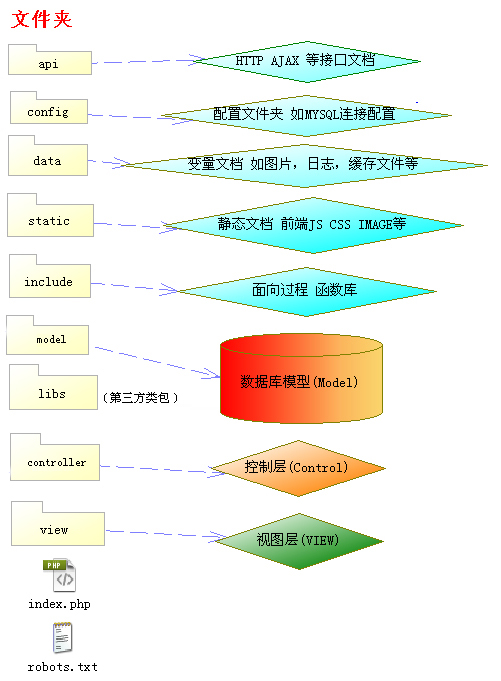 文件夹
api
HTTP AJAX 等接口文档
config
配置文件夹 如MYSQL连接配置
data
变量文档 如图片，日志，缓存文件等
static
静态文档 前端JS CSS IMAGE等
include
面向过程 函数库
model
数据库模型(Model)
libs
(第三方类包)
controller
控制层(Control)
view
视图层(VIEW)
PHP
index.php
robots.txt